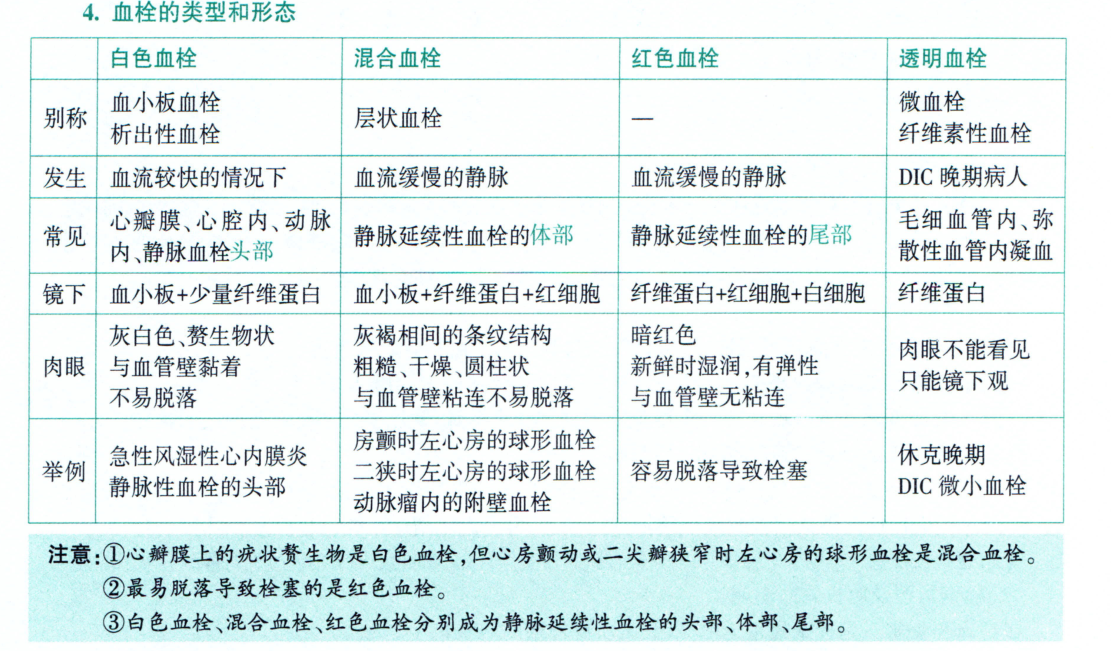 4. 血栓的类型和形态
白色血栓 混合血栓 红色血栓 透明血栓
别称 血小板血栓 析出性血栓 层状血栓 — 微血栓 纤维素性血栓
发生 血流较快的情况下 血流缓慢的静脉 血流缓慢的静脉 DIC 晚期病人
常见 心瓣膜、心腔内、动脉内、静脉血栓头部 静脉延续性血栓的体部 静脉延续性血栓的尾部 毛细血管内、弥散性血管内凝血
镜下 血小板+少量纤维蛋白 血小板+纤维蛋白+红细胞 纤维蛋白+红细胞+白细胞 纤维蛋白
肉眼 灰白色、赘生物状 与血管壁黏着 不易脱落 灰褐相间的条纹结构 粗糙、干燥、圆柱状 与血管壁粘连不易脱落 暗红色 新鲜时湿润,有弹性 与血管壁无粘连 肉眼不能看见 只能镜下观
举例 急性风湿性心内膜炎 静脉性血栓的头部 房颤时左心房的球形血栓 二狭时左心房的球形血栓 动脉瘤内的附壁血栓 容易脱落导致栓塞 休克晚期 DIC 微小血栓
注意:①心瓣膜上的疣状赘生物是白色血栓,但心房颤动或二尖瓣狭窄时左心房的球形血栓是混合血栓。
②最易脱落导致栓塞的是红色血栓。
③白色血栓、混合血栓、红色血栓分别成为静脉延续性血栓的头部、体部、尾部。